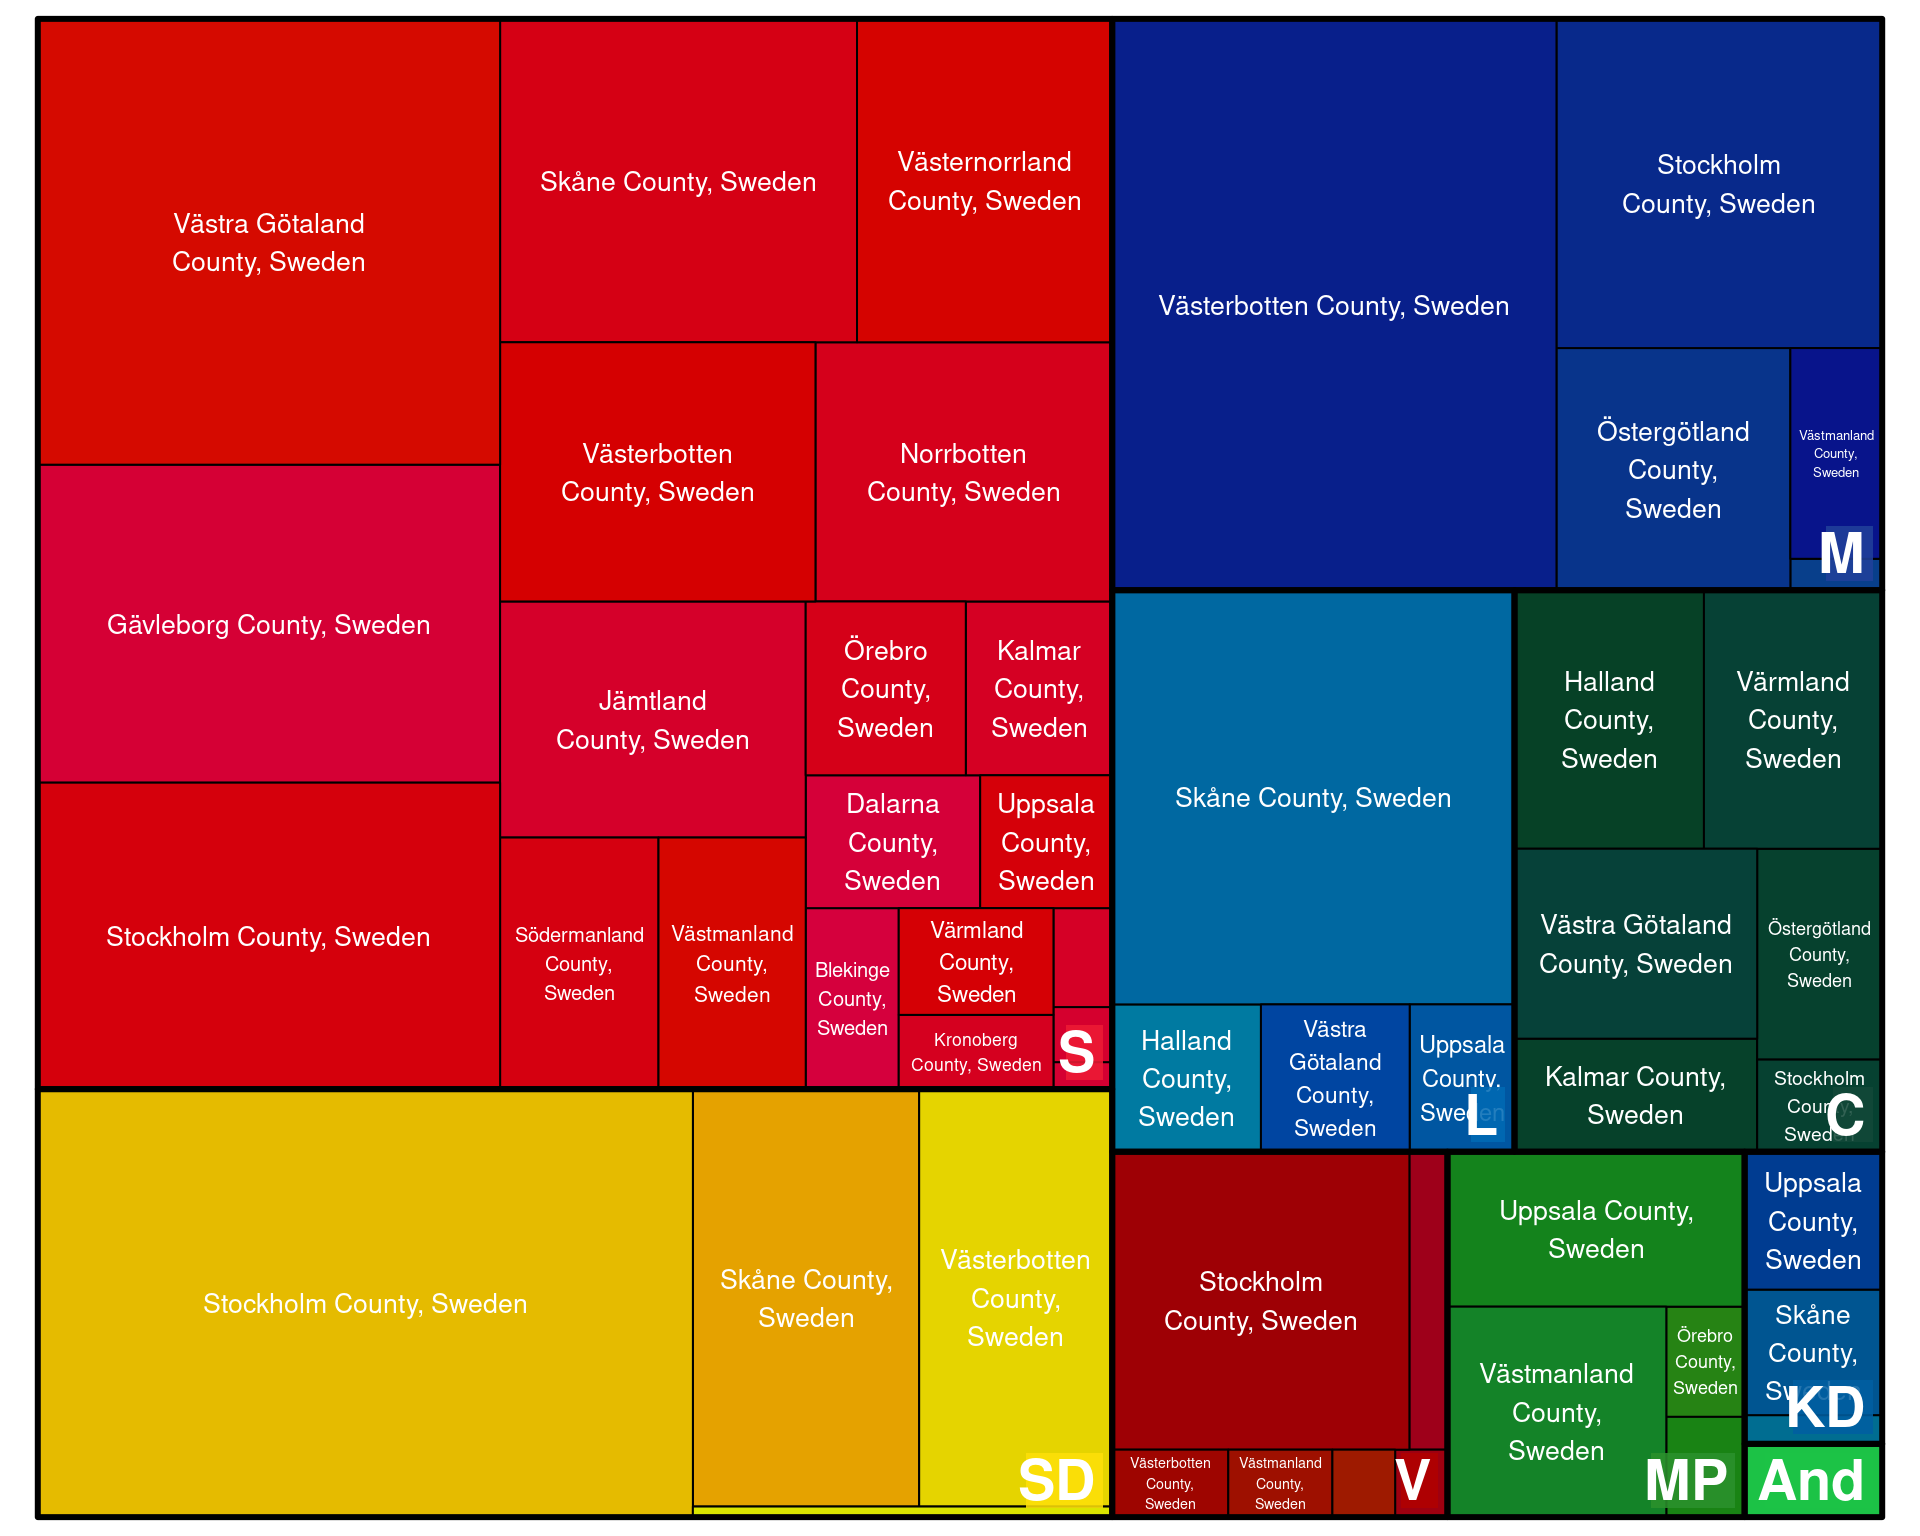 Västra Götaland
County, Sweden
Skåne County, Sweden
Västernorrland
County, Sweden
Västerbotten
County, Sweden
Norrbotten
County, Sweden
Gävleborg County, Sweden
Jämtland
County, Sweden
Örebro
County,
Sweden
Kalmar
County,
Sweden
Dalarna
County,
Sweden
Uppsala
County,
Sweden
Stockholm County, Sweden
Södermanland
County,
Sweden
Västmanland
County,
Sweden
Blekinge
County,
Sweden
Värmland
County,
Sweden
Kronoberg
County, Sweden
S
Västerbotten County, Sweden
Stockholm
County, Sweden
Östergötland
County,
Sweden
Västmanland
County,
Sweden
M
Skåne County, Sweden
Halland
County,
Sweden
Västra
Götaland
County,
Sweden
Uppsala
County.
Sweden
L
Halland
County,
Sweden
Värmland
County,
Sweden
Västra Götaland
County, Sweden
Östergötland
County,
Sweden
Kalmar County,
Sweden
Stockholm
County,
Sweden
C
Stockholm County, Sweden
Skåne County,
Sweden
Västerbotten
County,
Sweden
SD
Stockholm
County, Sweden
Västerbotten
County,
Sweden
Västmanland
County,
Sweden
V
Uppsala County,
Sweden
Västmanland
County,
Sweden
Örebro
County,
Sweden
MP
Uppsala
County,
Sweden
Skåne
County,
Sweden
KD
And